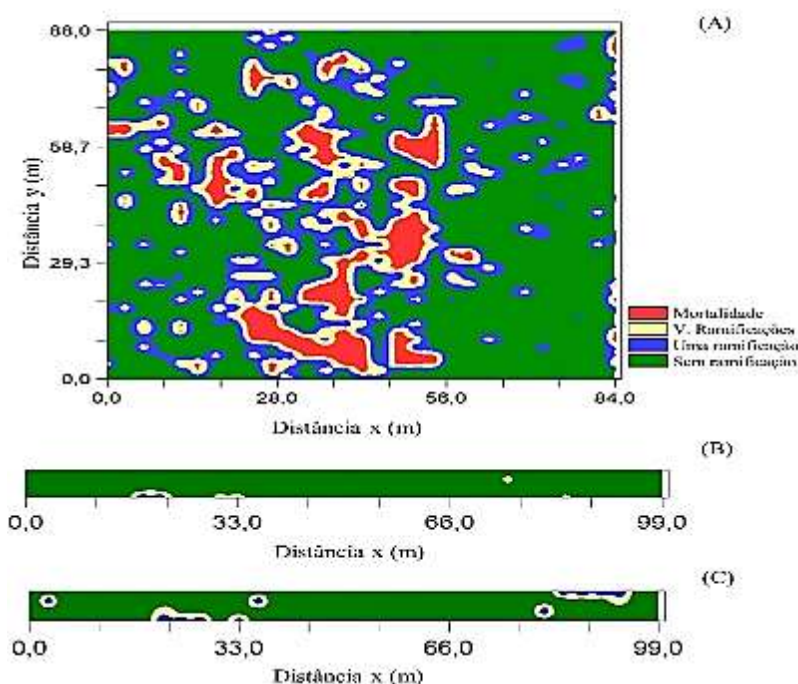 (A)
88,0
58,7
29,3
0,0
Distância y (m)
0,0 28,0 56,0 84,0
Distância x (m)
Mortalidade
V. Ramificações
Uma ramificação
Sem ramificação
(B)
0,0 33,0 66,0 99,0
Distância x (m)
(C)
0,0 33,0 66,0 99,0
Distância x (m)